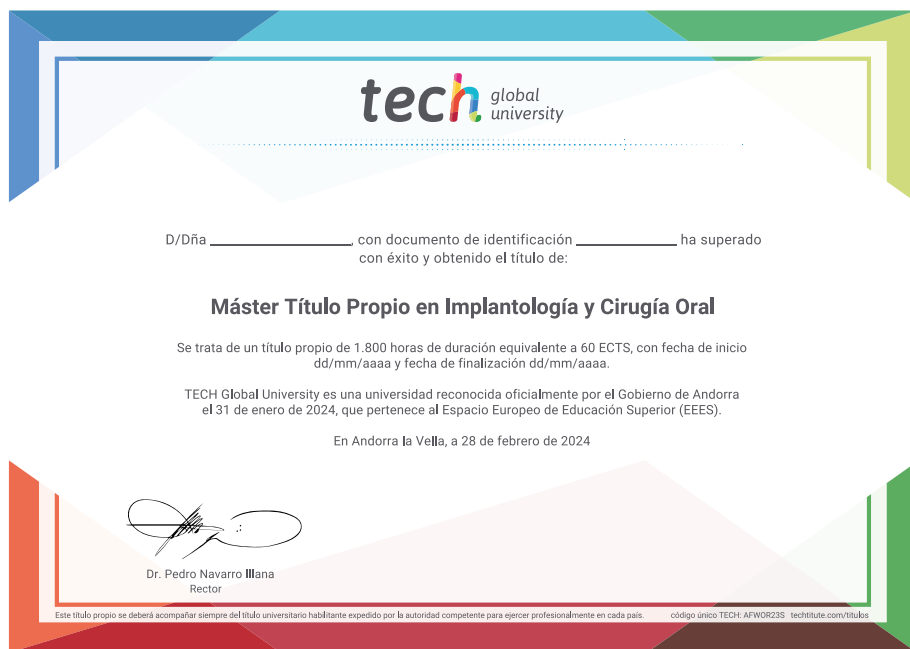 tech global university
D/Dña ________________, con documento de identificación ____________ ha superado
con éxito y obtenido el título de:
Máster Título Propio en Implantología y Cirugía Oral
Se trata de un título propio de 1.800 horas de duración equivalente a 60 ECTS, con fecha de inicio
dd/mm/aaaa y fecha de finalización dd/mm/aaaa.
TECH Global University es una universidad reconocida oficialmente por el Gobierno de Andorra
el 31 de enero de 2024, que pertenece al Espacio Europeo de Educación Superior (EEES).
En Andorra la Vella, a 28 de febrero de 2024
Dr. Pedro Navarro Illana
Rector
Este título propio se deberá acompañar siempre del título universitario habilitante expedido por la autoridad competente para ejercer profesionalmente en cada país. código único TECH: AFWOR23S techtitute.com/titulos